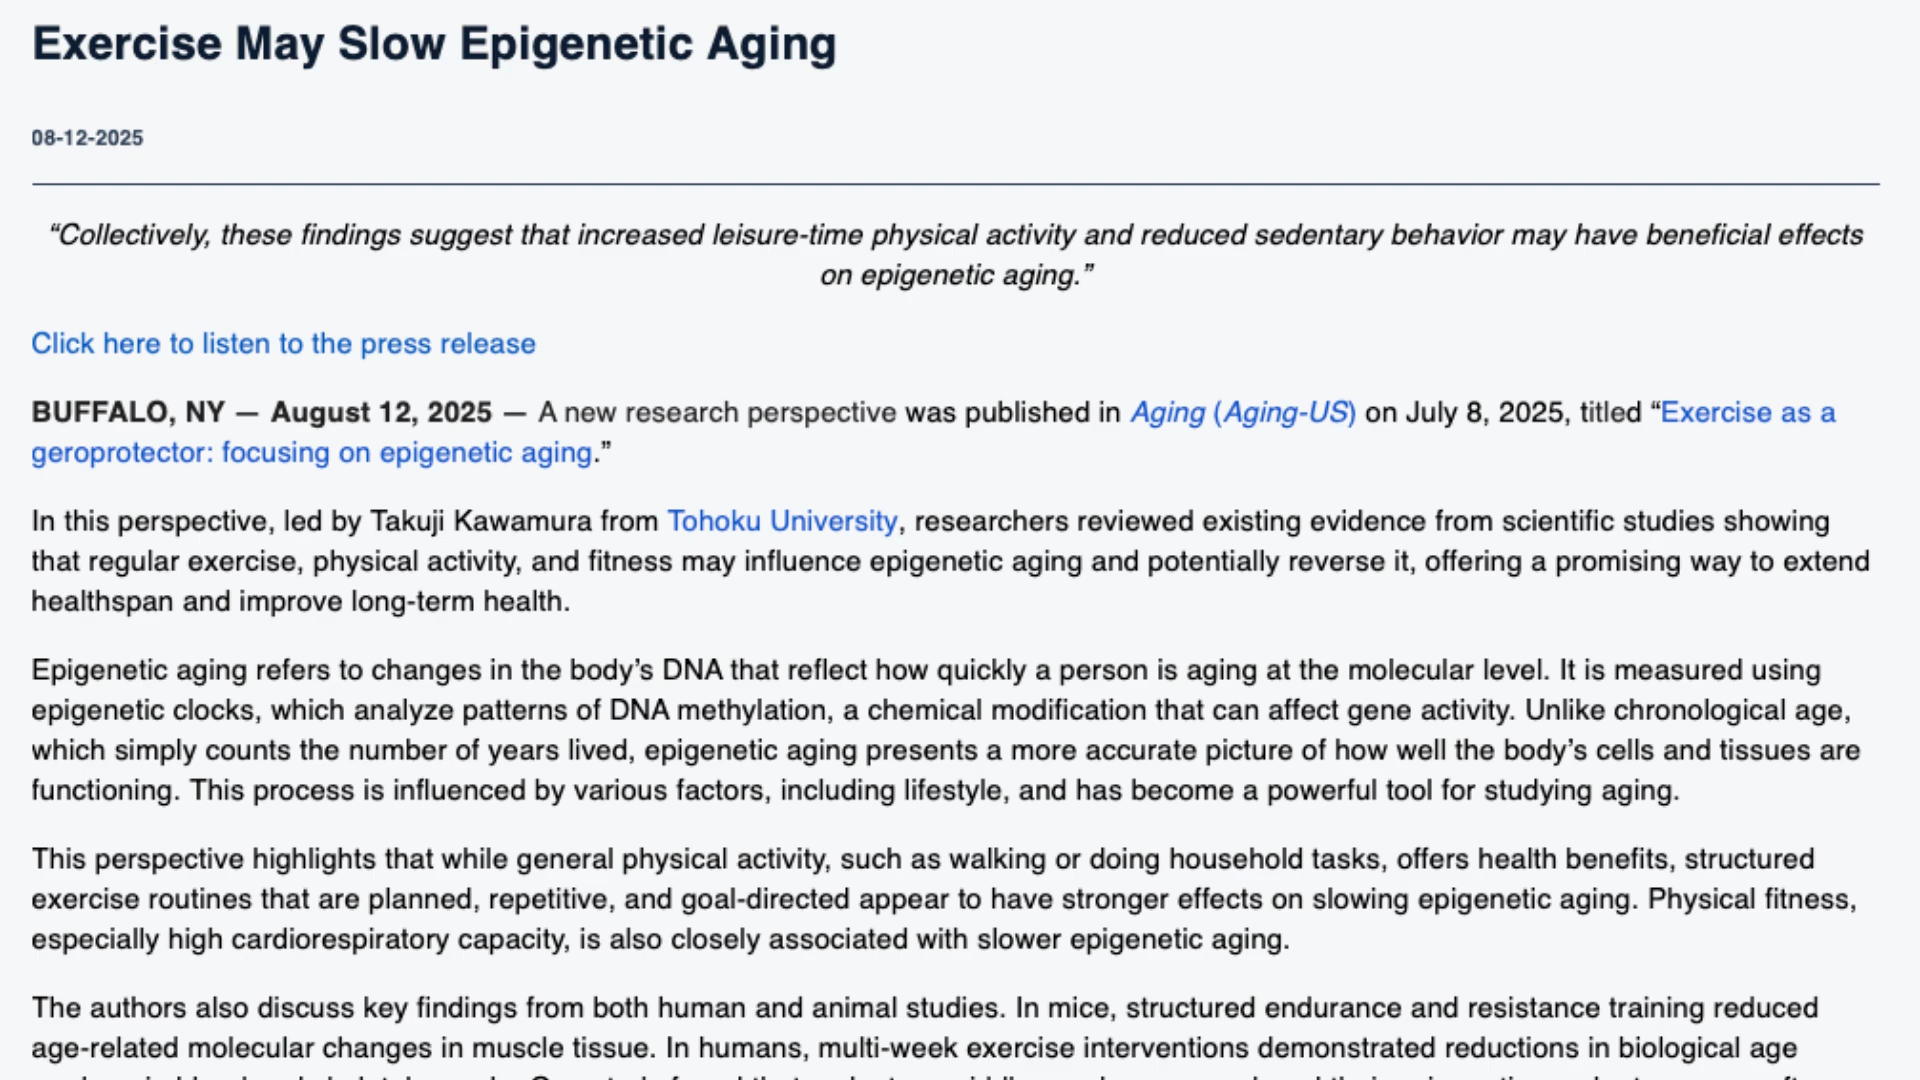 Exercise May Slow Epigenetic Aging
08-12-2025
“Collectively, these findings suggest that increased leisure-time physical activity and reduced sedentary behavior may have beneficial effects
on epigenetic aging.”
Click here to listen to the press release
BUFFALO, NY — August 12, 2025 — A new research perspective was published in Aging (Aging-US) on July 8, 2025, titled “Exercise as a
geroprotector: focusing on epigenetic aging.”
In this perspective, led by Takuji Kawamura from Tohoku University, researchers reviewed existing evidence from scientific studies showing
that regular exercise, physical activity, and fitness may influence epigenetic aging and potentially reverse it, offering a promising way to extend
healthspan and improve long-term health.
Epigenetic aging refers to changes in the body’s DNA that reflect how quickly a person is aging at the molecular level. It is measured using
epigenetic clocks, which analyze patterns of DNA methylation, a chemical modification that can affect gene activity. Unlike chronological age,
which simply counts the number of years lived, epigenetic aging presents a more accurate picture of how well the body’s cells and tissues are
functioning. This process is influenced by various factors, including lifestyle, and has become a powerful tool for studying aging.
This perspective highlights that while general physical activity, such as walking or doing household tasks, offers health benefits, structured
exercise routines that are planned, repetitive, and goal-directed appear to have stronger effects on slowing epigenetic aging. Physical fitness,
especially high cardiorespiratory capacity, is also closely associated with slower epigenetic aging.
The authors also discuss key findings from both human and animal studies. In mice, structured endurance and resistance training reduced
age-related molecular changes in muscle tissue. In humans, multi-week exercise interventions demonstrated reductions in biological age